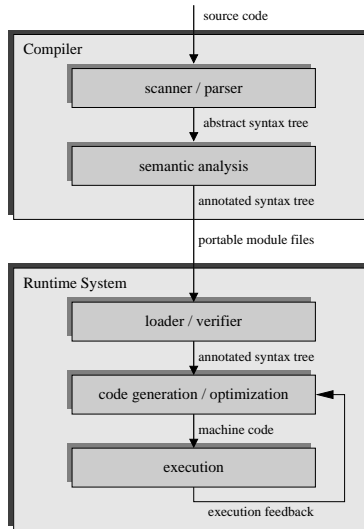 source code
Compiler
scanner / parser
abstract syntax tree
semantic analysis
annotated syntax tree
portable module files
Runtime System
loader / verifier
annotated syntax tree
code generation / optimization
machine code
execution
execution feedback